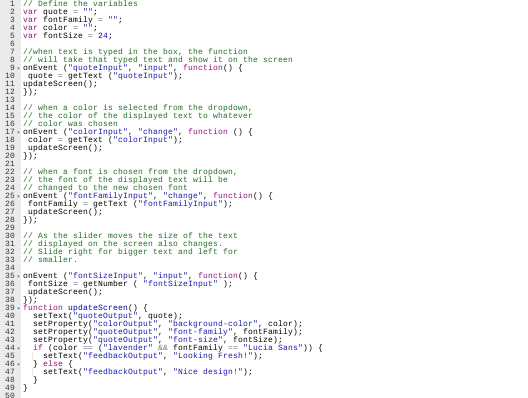 1 // Define the variables
2 var quote = "";
3 var fontFamily = "";
4 var color = "";
5 var fontSize = 24;
6
7 //when text is typed in the box, the function
8 // will take that typed text and show it on the screen
9 onEvent ("quoteInput", "input", function() {
10 quote = getText ("quoteInput");
11 updateScreen();
12 });
13
14 // when a color is selected from the dropdown,
15 // the color of the displayed text to whatever
16 // color was chosen
17 onEvent ("colorInput", "change", function () {
18 color = getText ("colorInput");
19 updateScreen();
20 });
21
22 // when a font is chosen from the dropdown,
23 // the font of the displayed text will be
24 // changed to the new chosen font
25 onEvent ("fontFamilyInput", "change", function() {
26 fontFamily = getText ("fontFamilyInput");
27 updateScreen();
28 });
29
30 // As the slider moves the size of the text
31 // displayed on the screen also changes.
32 // Slide right for bigger text and left for
33 // smaller.
34
35 onEvent ("fontSizeInput", "input", function() {
36 fontSize = getNumber ( "fontSizeInput" );
37 updateScreen();
38 });
39 function updateScreen() {
40 setText("quoteOutput", quote);
41 setProperty("colorOutput", "background-color", color);
42 setProperty("quoteOutput", "font-family", fontFamily);
43 setProperty("quoteOutput", "font-size", fontSize);
44 if (color == ("lavender" && fontFamily == "Lucia Sans")) {
45 setText("feedbackOutput", "Looking Fresh!");
46 } else {
47 setText("feedbackOutput", "Nice design!");
48 }
49 }
50